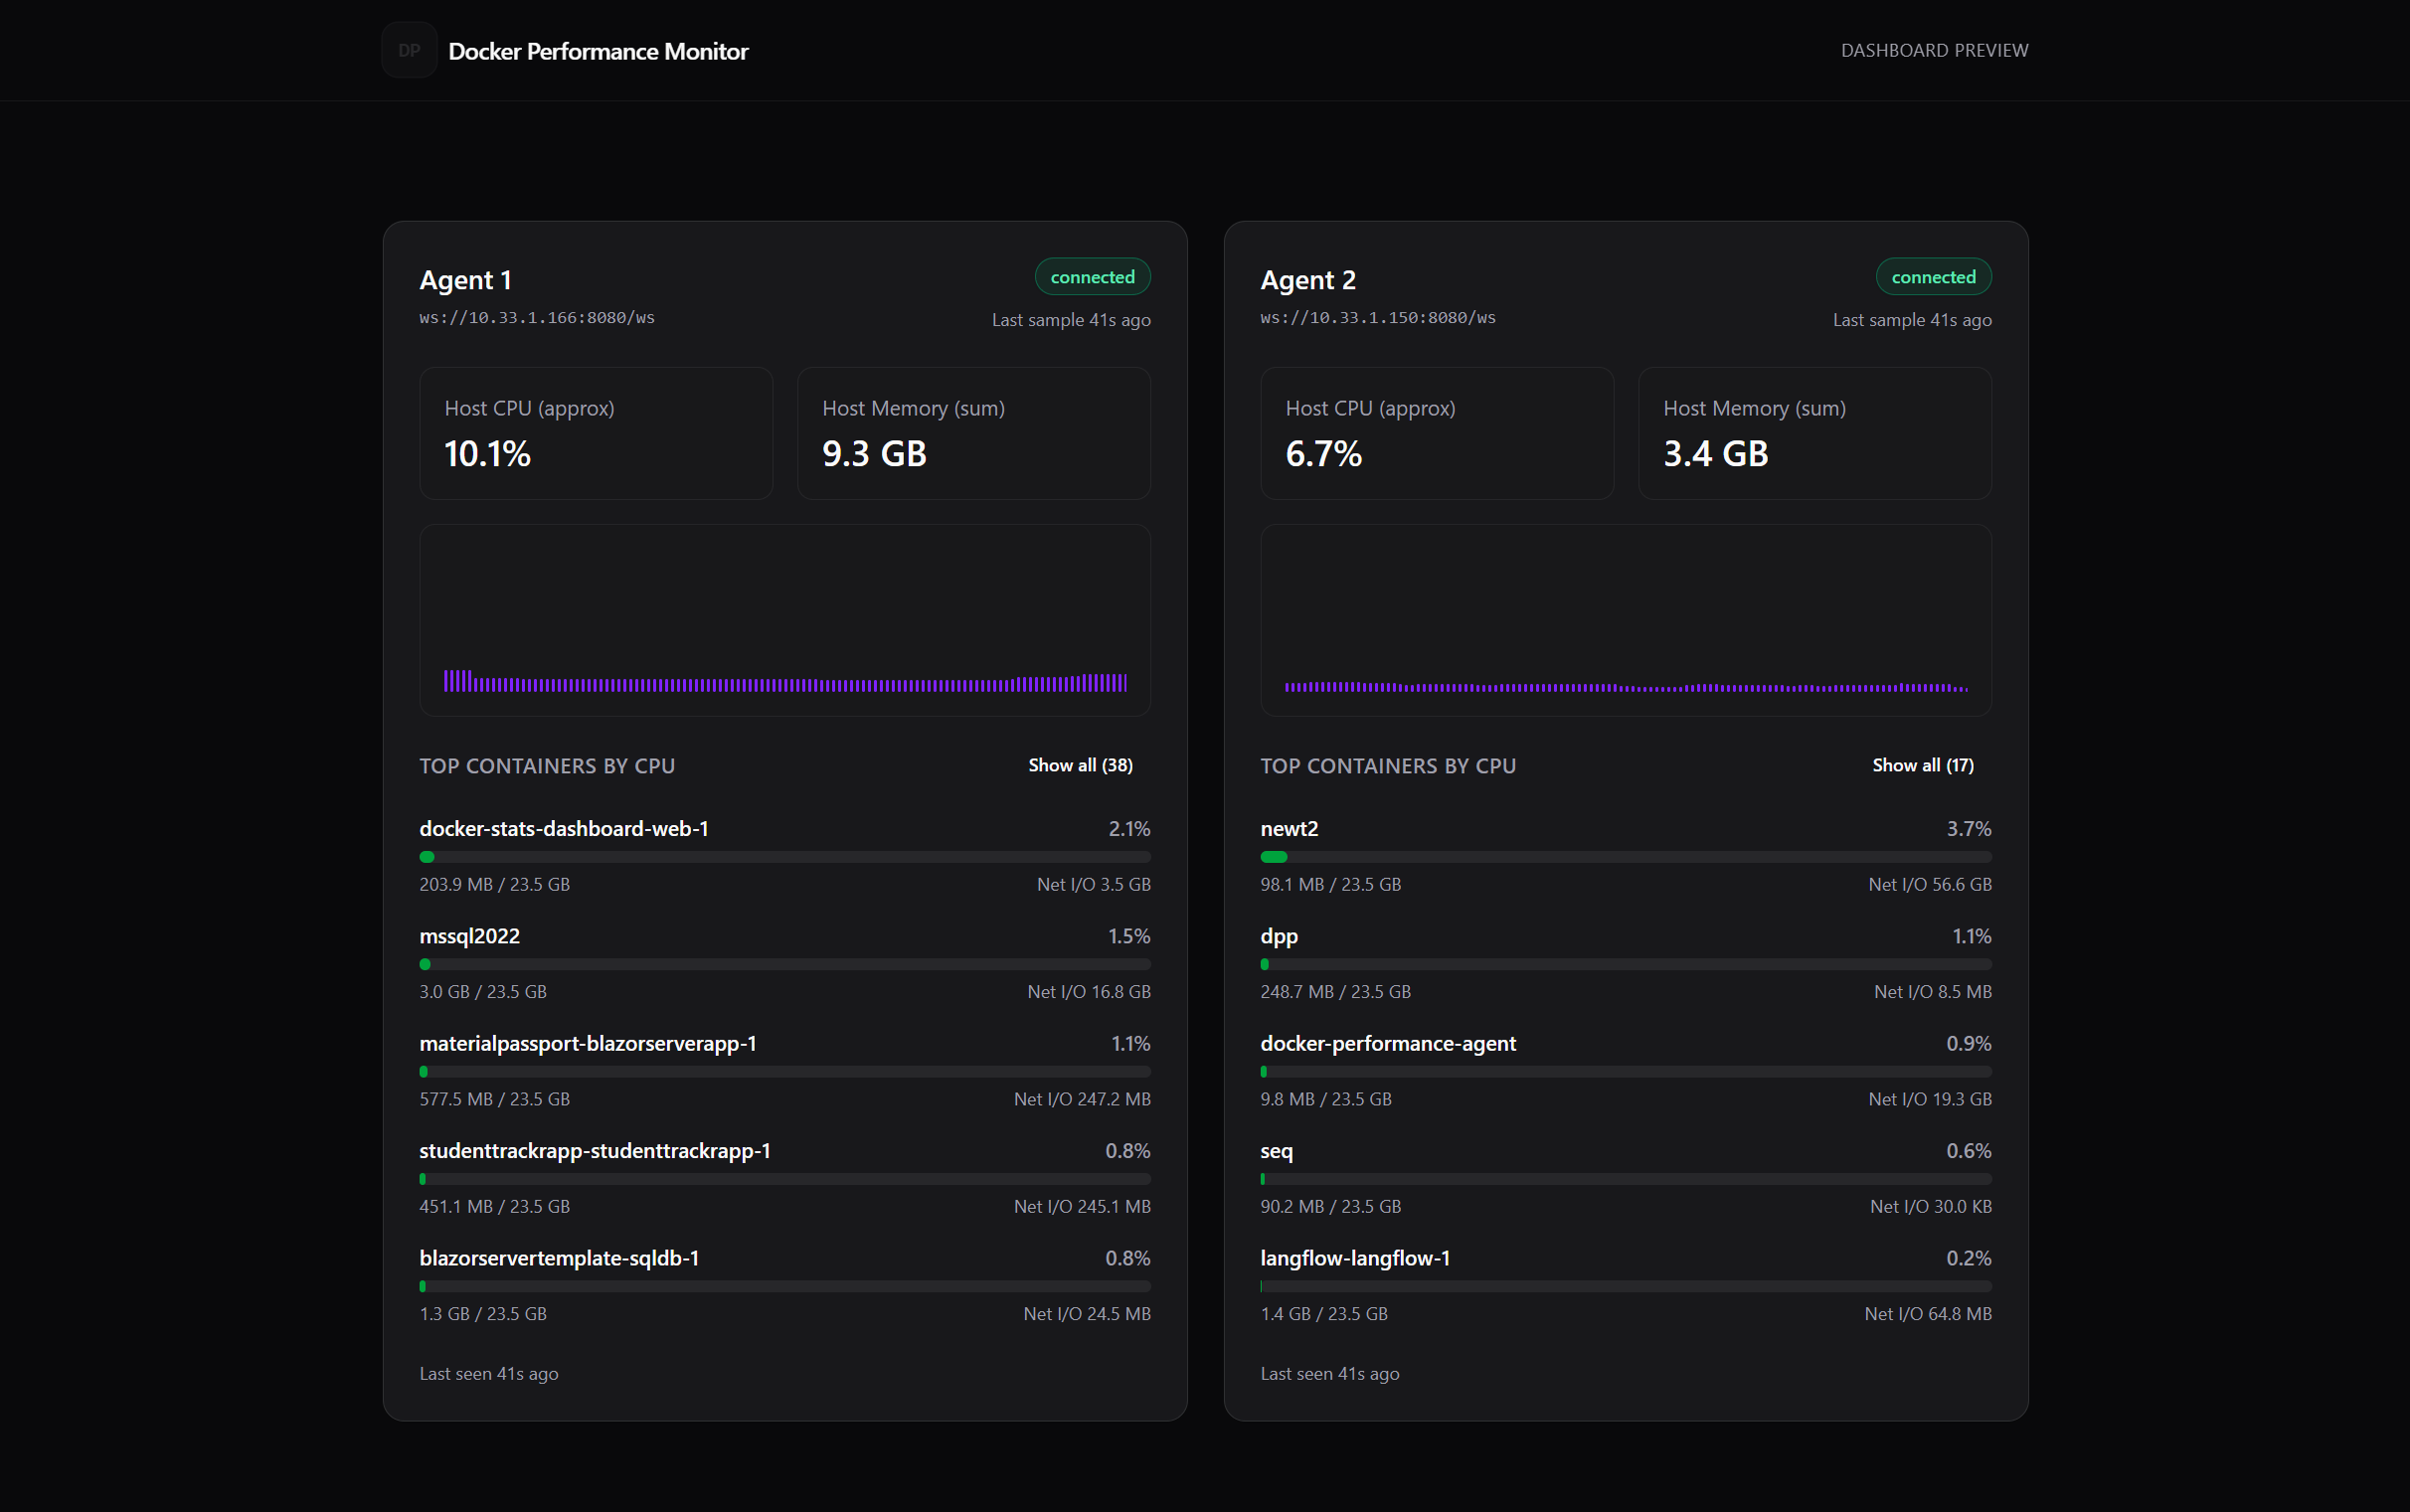 DP Docker Performance Monitor
DASHBOARD PREVIEW
Agent 1
connected
ws://10.33.1.166:8080/ws
Last sample 41s ago
Host CPU (approx)
10.1%
Host Memory (sum)
9.3 GB
TOP CONTAINERS BY CPU
Show all (38)
docker-stats-dashboard-web-1
2.1%
203.9 MB / 23.5 GB
Net I/O 3.5 GB
mssql2022
1.5%
3.0 GB / 23.5 GB
Net I/O 16.8 GB
materialpassport-blazorserverapp-1
1.1%
577.5 MB / 23.5 GB
Net I/O 247.2 MB
studenttrackrapp-studenttrackrapp-1
0.8%
451.1 MB / 23.5 GB
Net I/O 245.1 MB
blazorservertemplate-sqldb-1
0.8%
1.3 GB / 23.5 GB
Net I/O 24.5 MB
Last seen 41s ago
Agent 2
connected
ws://10.33.1.150:8080/ws
Last sample 41s ago
Host CPU (approx)
6.7%
Host Memory (sum)
3.4 GB
TOP CONTAINERS BY CPU
Show all (17)
newt2
3.7%
98.1 MB / 23.5 GB
Net I/O 56.6 GB
dpp
1.1%
248.7 MB / 23.5 GB
Net I/O 8.5 MB
docker-performance-agent
0.9%
9.8 MB / 23.5 GB
Net I/O 19.3 GB
seq
0.6%
90.2 MB / 23.5 GB
Net I/O 30.0 KB
langflow-langflow-1
0.2%
1.4 GB / 23.5 GB
Net I/O 64.8 MB
Last seen 41s ago